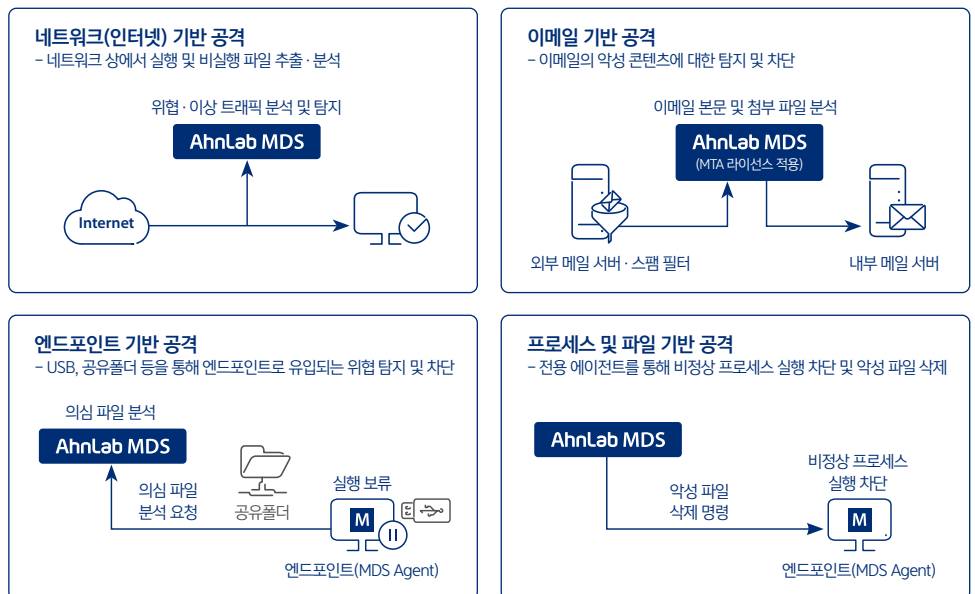 네트워크(인터넷) 기반 공격
– 네트워크 상에서 실행 및 비실행 파일 추출 · 분석
위협 · 이상 트래픽 분석 및 탐지
AhnLab MDS
Internet
이메일 기반 공격
– 이메일의 악성 콘텐츠에 대한 탐지 및 차단
이메일 본문 및 첨부 파일 분석
AhnLab MDS
(MTA 라이선스 적용)
외부 메일 서버 · 스팸 필터
내부 메일 서버
엔드포인트 기반 공격
– USB, 공유폴더 등을 통해 엔드포인트로 유입되는 위협 탐지 및 차단
의심 파일 분석
AhnLab MDS
의심 파일
분석 요청
공유폴더
실행 보류
M
엔드포인트(MDS Agent)
프로세스 및 파일 기반 공격
– 전용 에이전트를 통해 비정상 프로세스 실행 차단 및 악성 파일 삭제
AhnLab MDS
악성 파일
삭제 명령
비정상 프로세스
실행 차단
M
엔드포인트(MDS Agent)